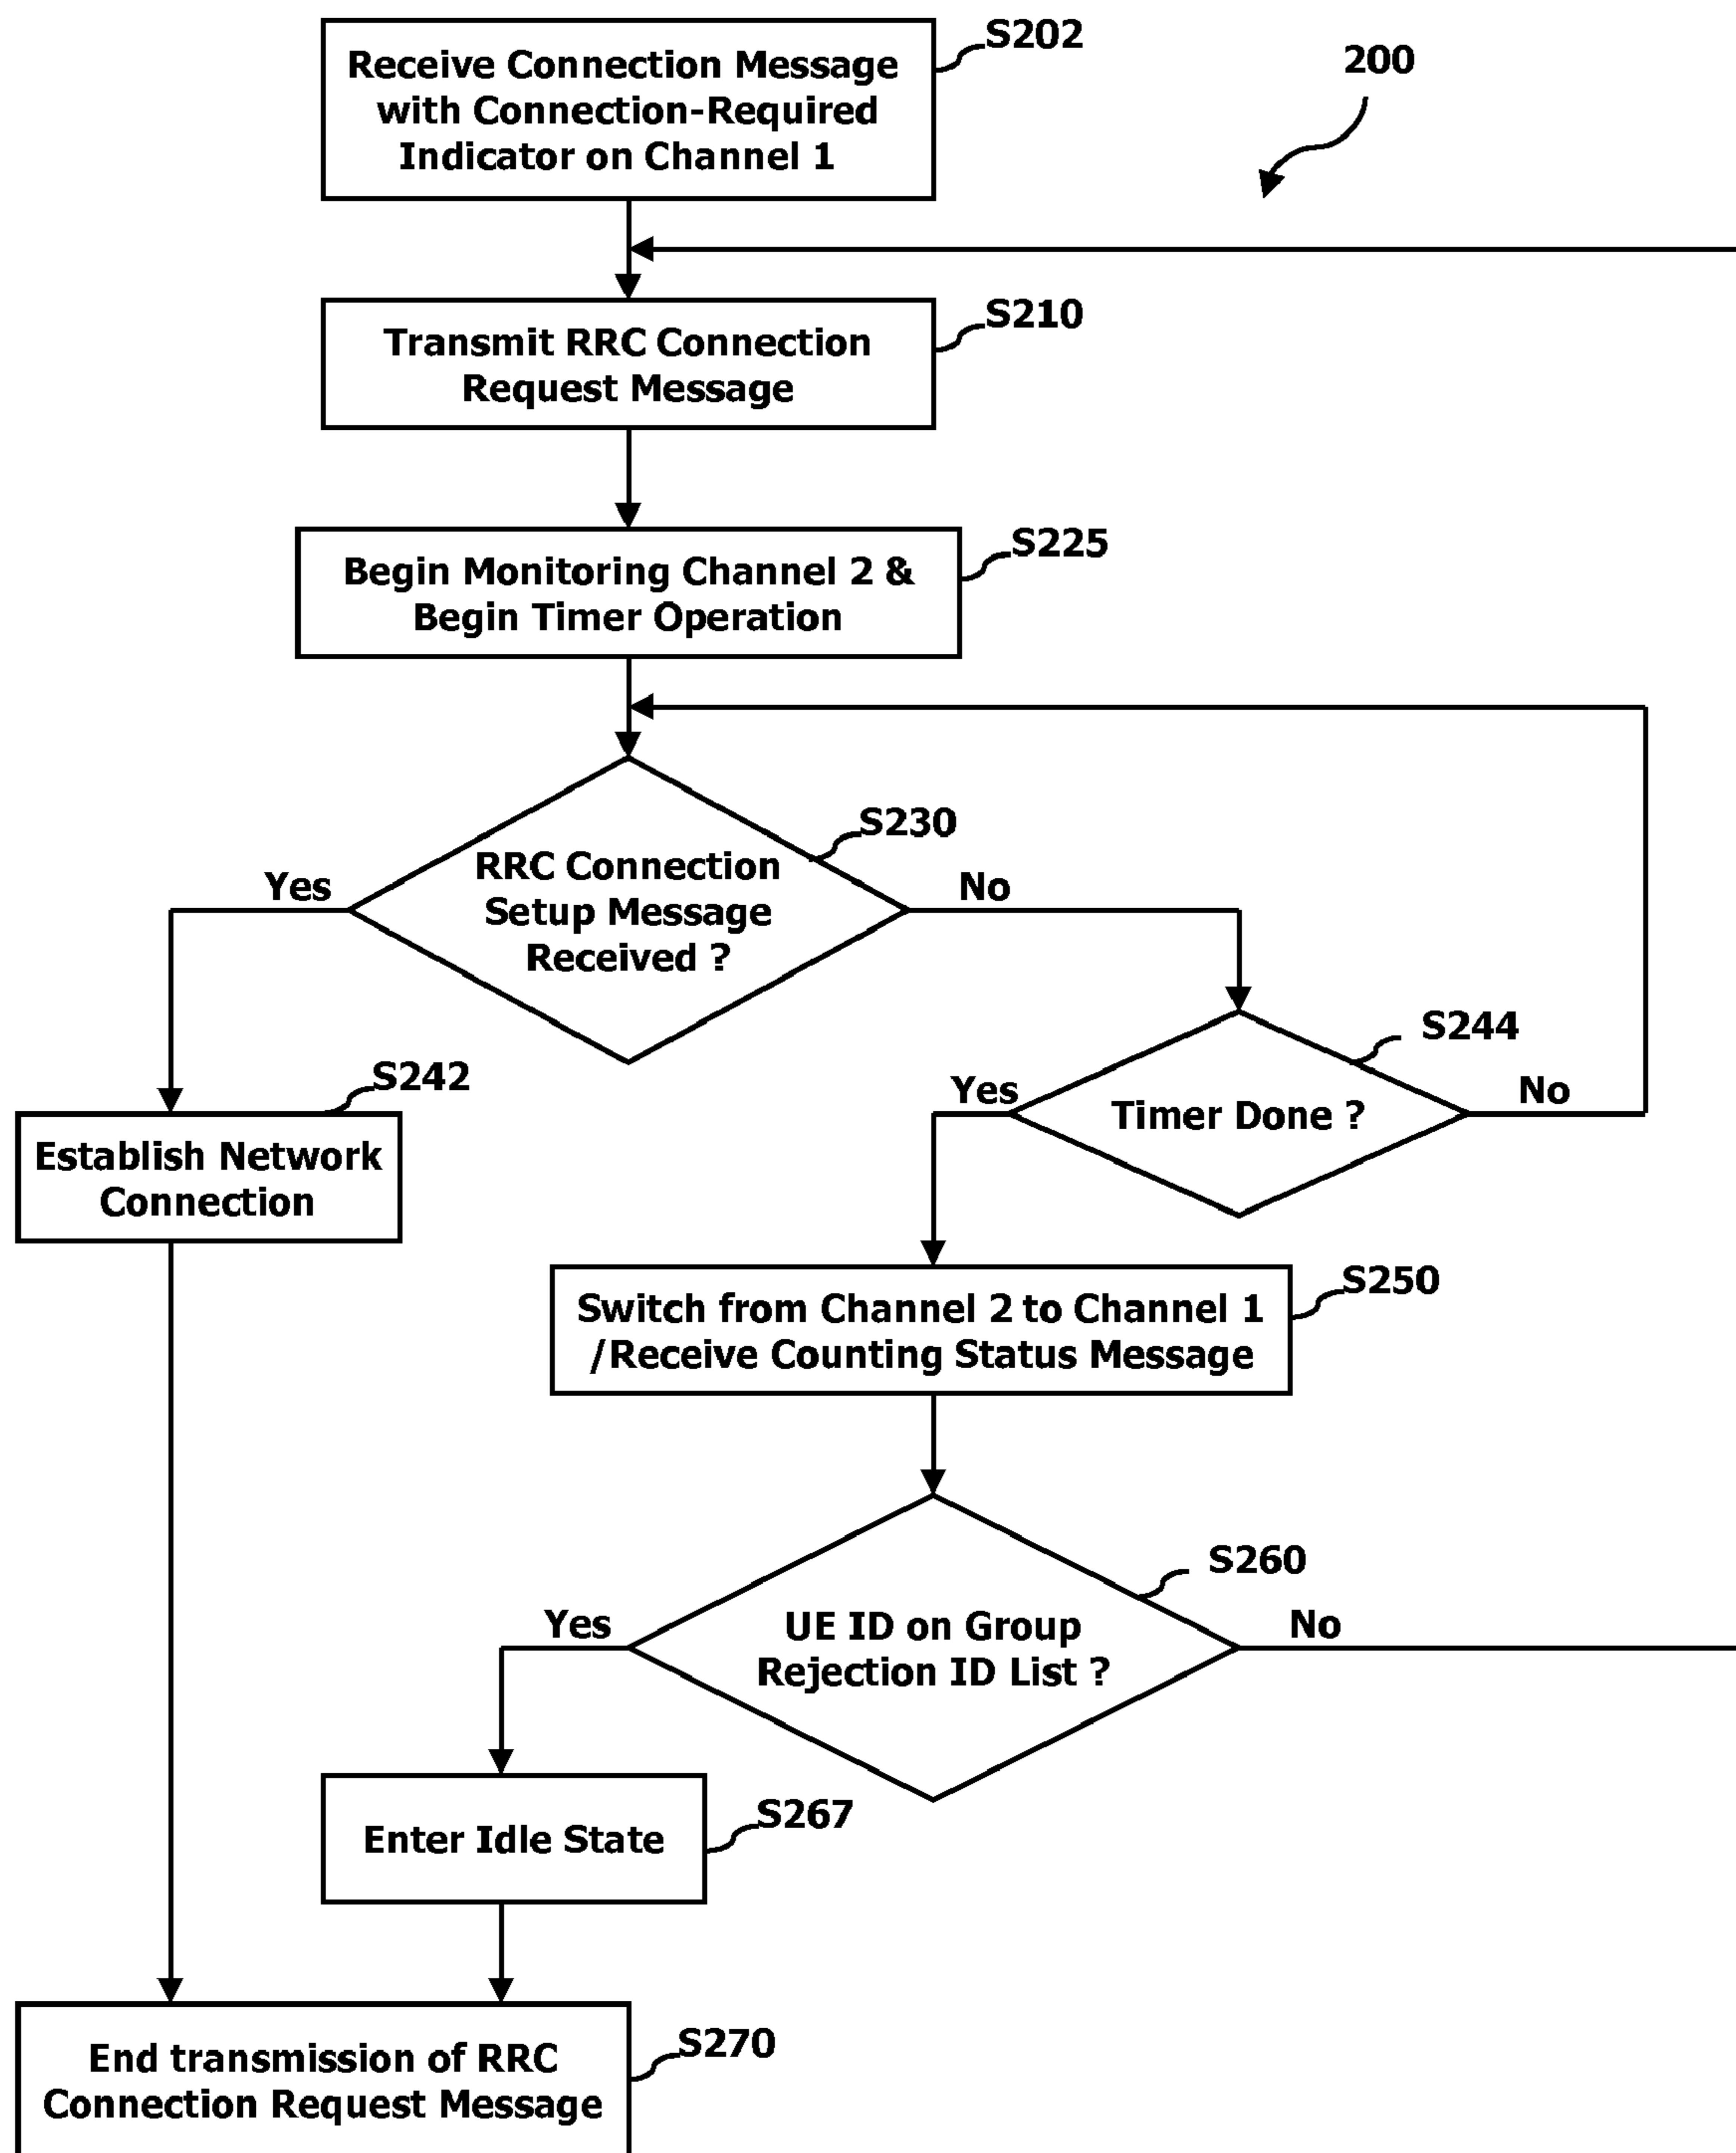 Receive Connection Message
with Connection-Required
Indicator on Channel 1
S202
200
Transmit RRC Connection
Request Message
S210
Begin Monitoring Channel 2 &
Begin Timer Operation
S225
RRC Connection
Setup Message
Received ?
S230
Yes
No
Timer Done ?
S244
Yes
No
S242
Establish Network
Connection
Switch from Channel 2 to Channel 1
/Receive Counting Status Message
S250
UE ID on Group
Rejection ID List ?
S260
Yes
No
Enter Idle State
S267
End transmission of RRC
Connection Request Message
S270